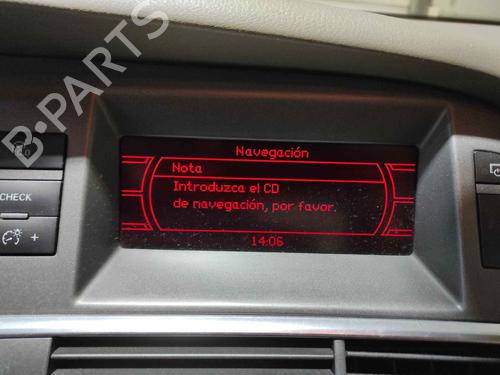 B-PARTS
Navegación
Nota
Introduzca el CD
de navegación, por favor.
14:06
CHECK
+